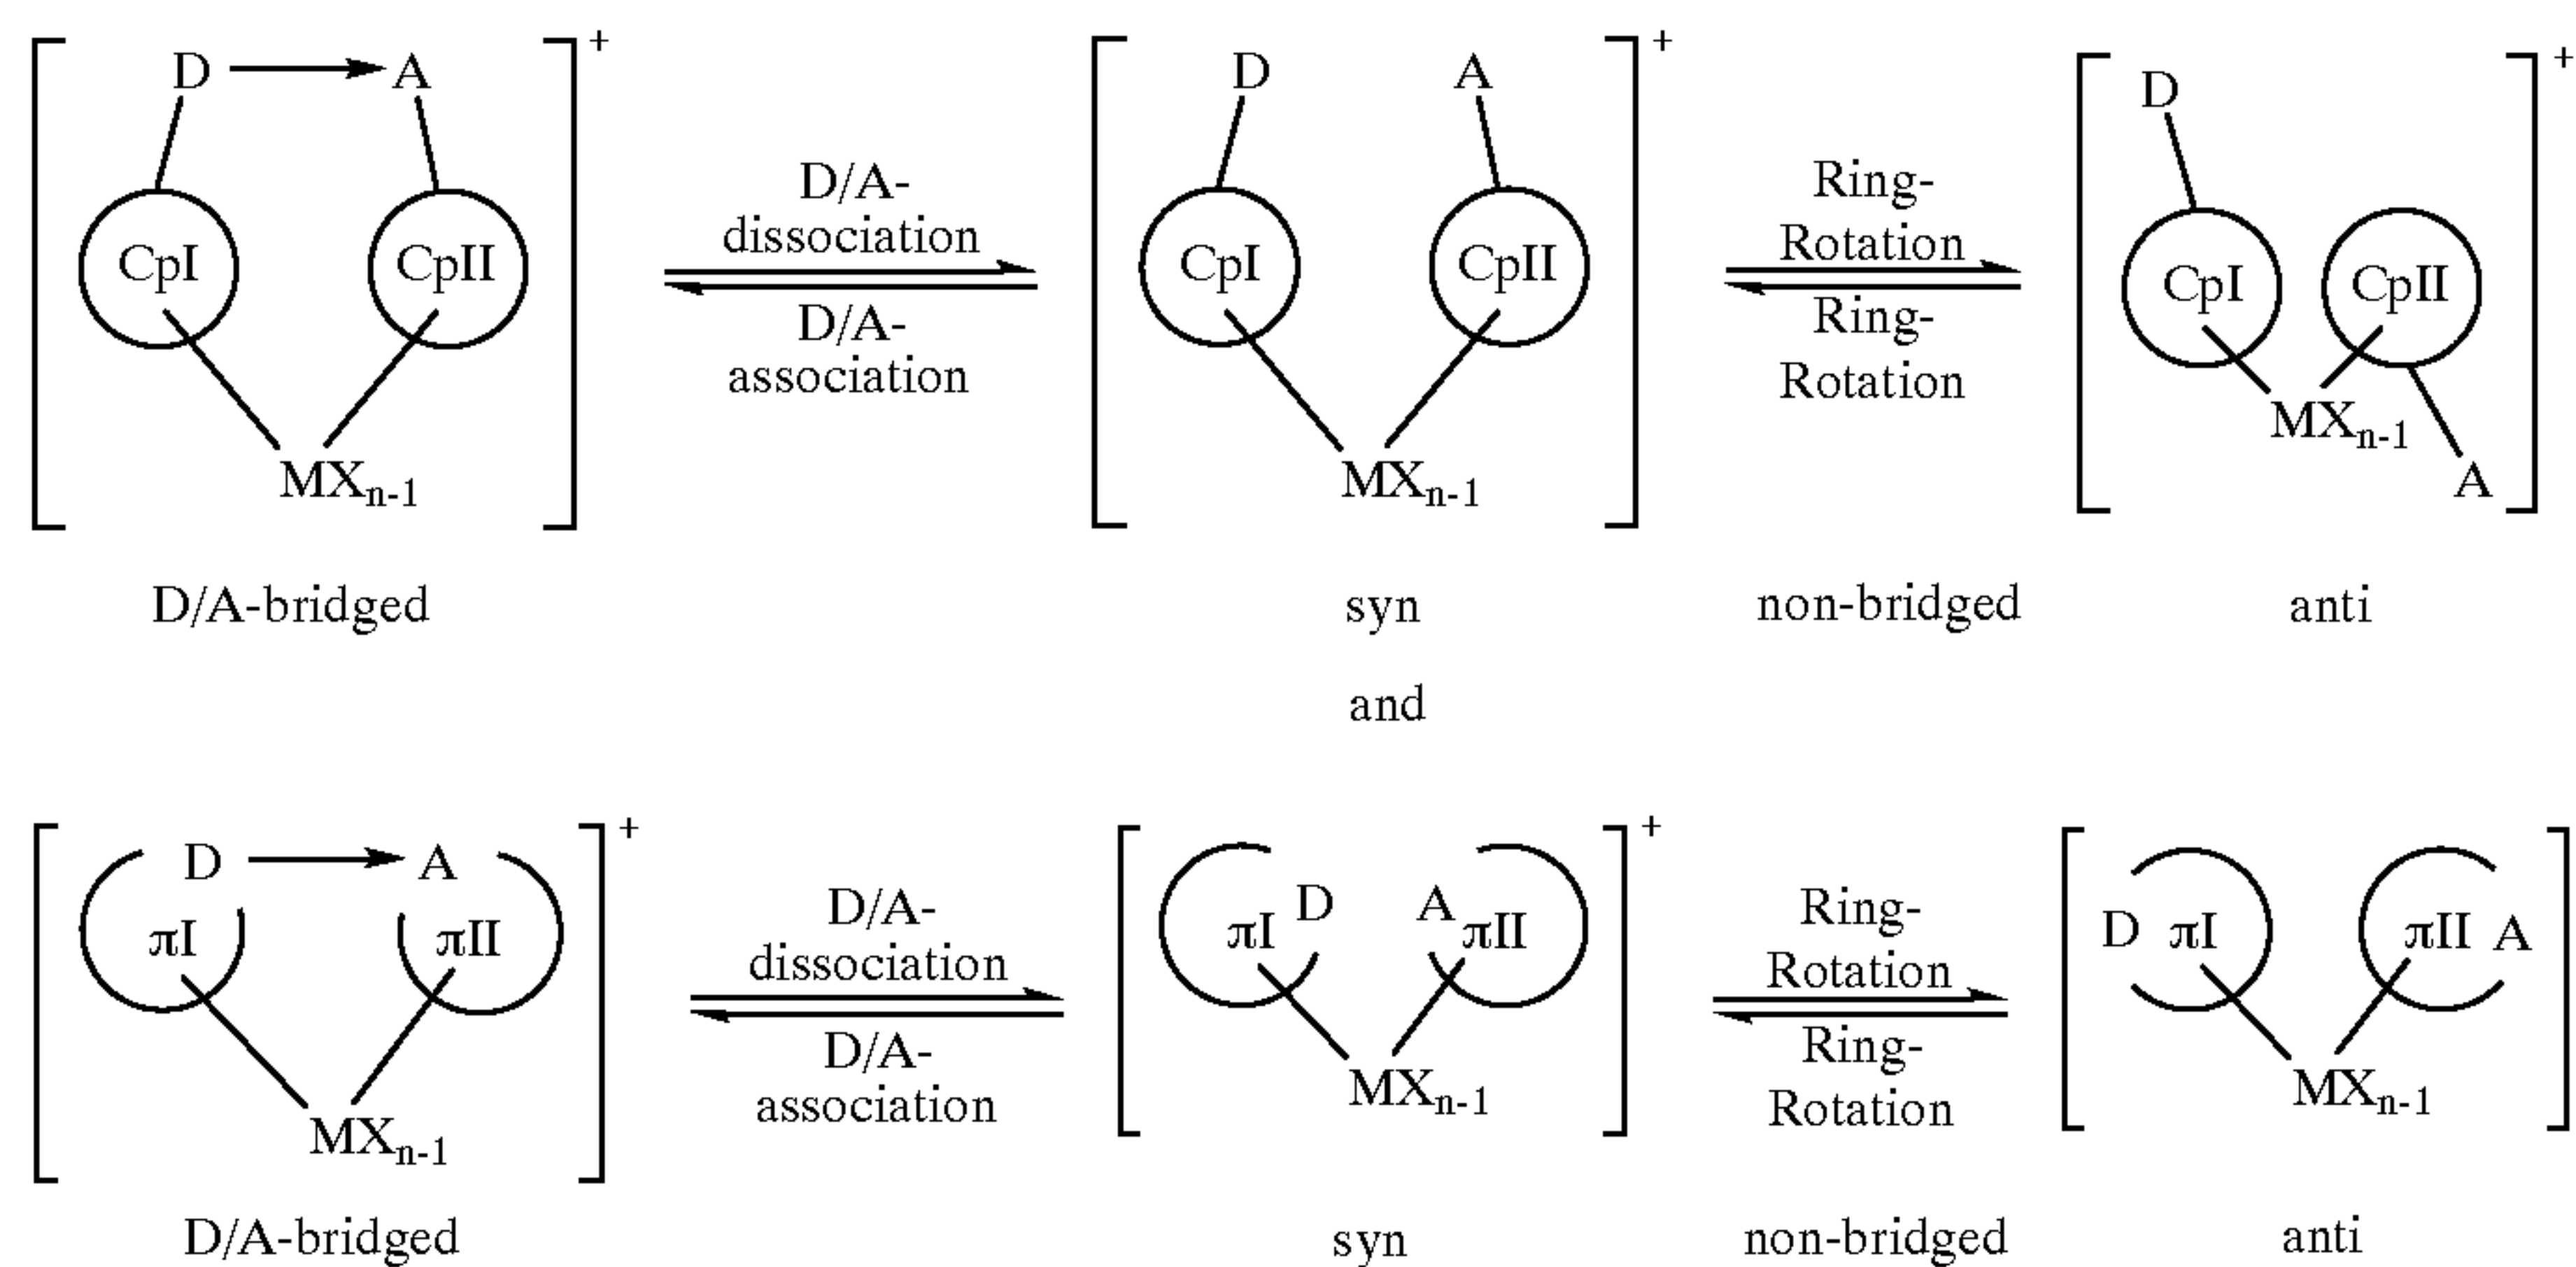 D A + D A + D A +
D/A-dissociation
CpI CpII
D/A-association
CpI CpII
Ring-Rotation
Ring-Rotation
CpI CpII
MXn-1 MXn-1 MXn-1
D/A-bridged syn non-bridged anti
and
D A + D A + D A
πI πII
D/A-dissociation
D/A-association
πI πII
Ring-Rotation
Ring-Rotation
πI πII
MXn-1 MXn-1 MXn-1
D/A-bridged syn non-bridged anti